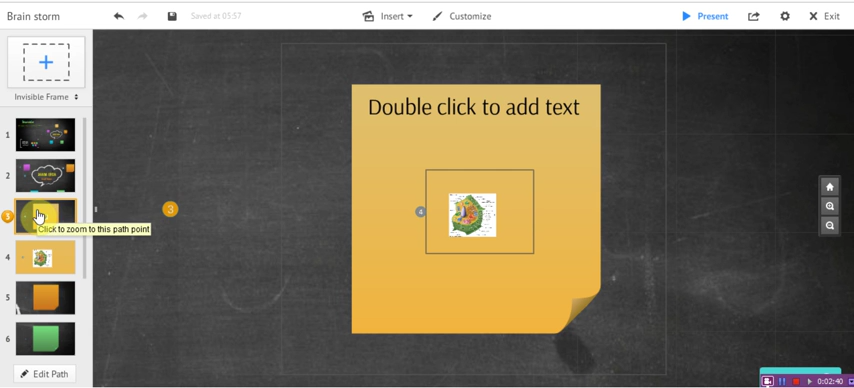 Brain storm
Saved at 05:57
Insert
Customize
Present
Exit
Invisible Frame
1
2
3
4
5
6
Edit Path
Click to zoom to this path point
3
Double click to add text
4
0:02:40